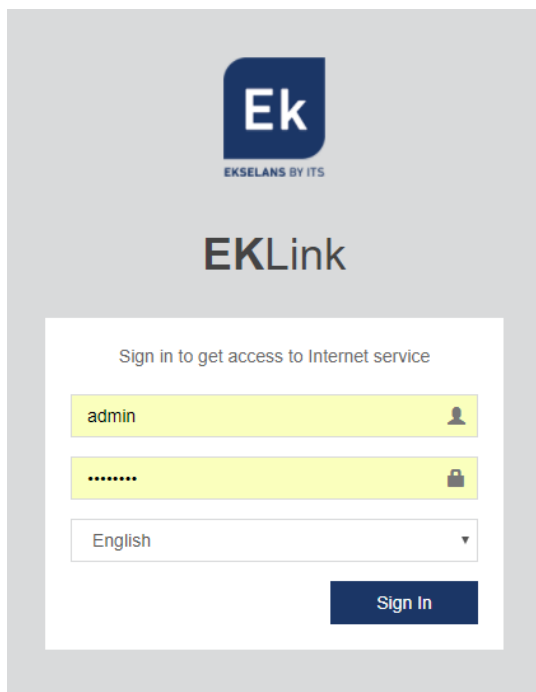 Ek
EKSELANS BY ITS
EKLink
Sign in to get access to Internet service
admin
••••••••
English
Sign In